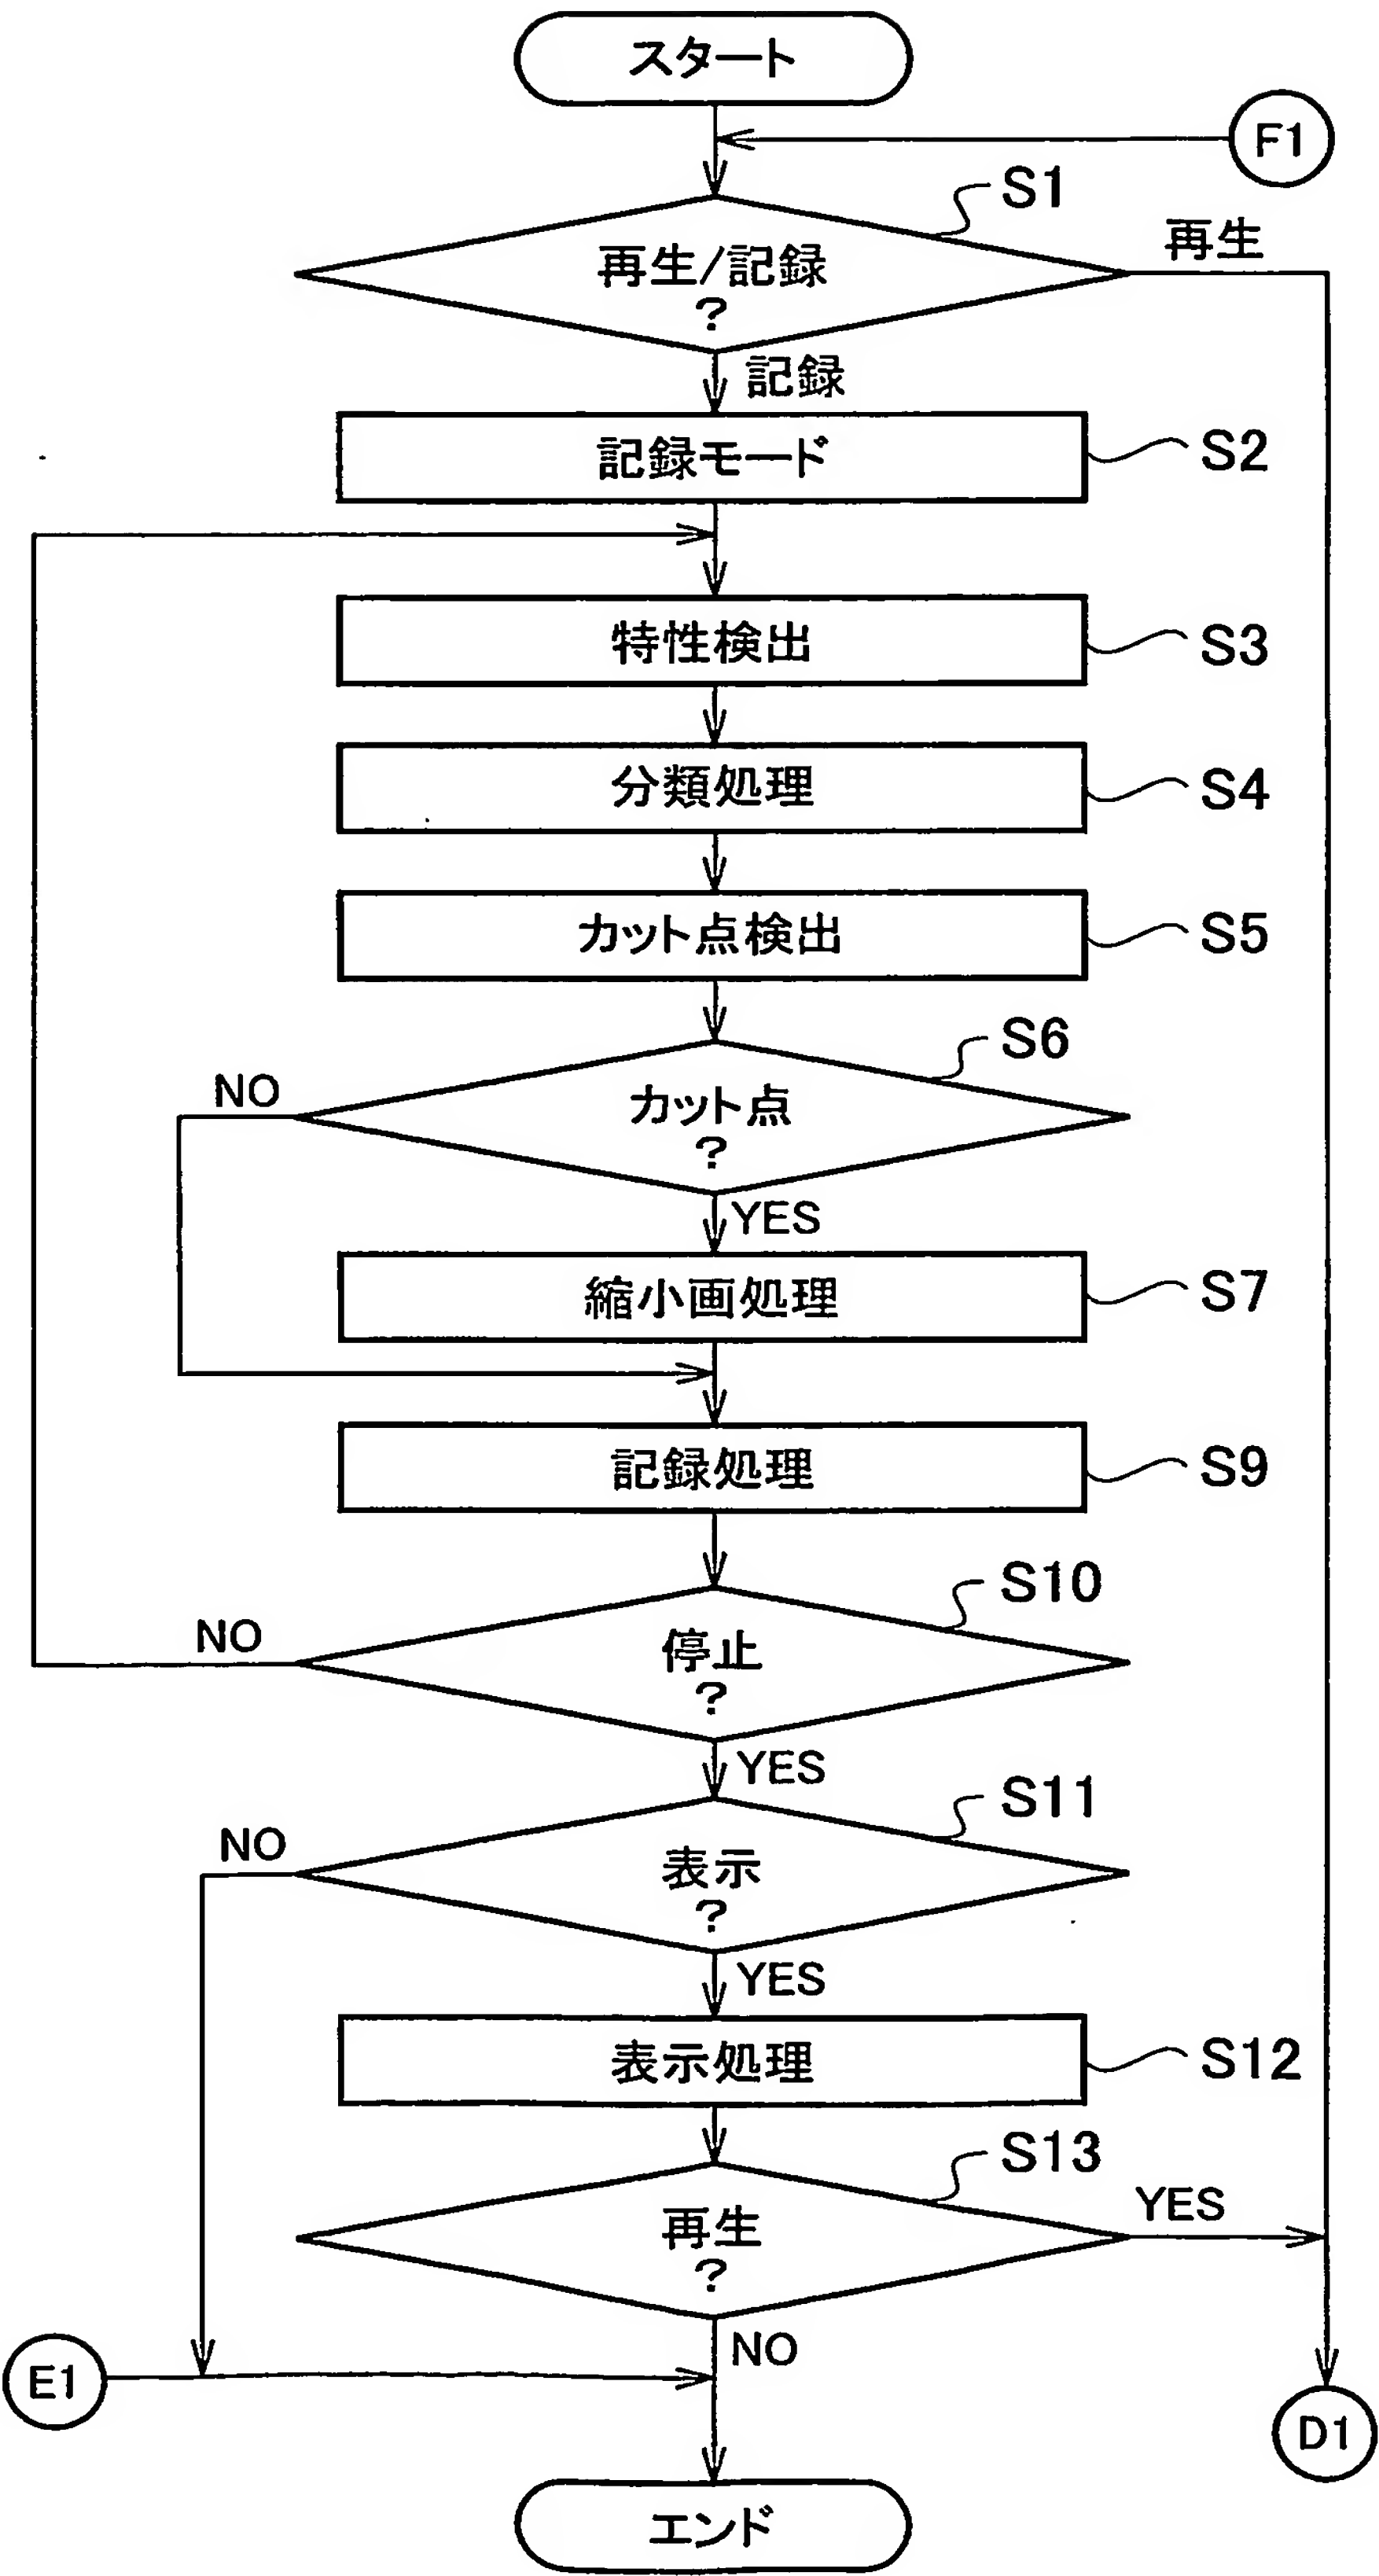 スタート
F1
S1
再生
再生/記録
?
記録
記録モード
S2
特性検出
S3
分類処理
S4
カット点検出
S5
S6
NO
カット点
?
YES
縮小画処理
S7
記録処理
S9
S10
NO
停止
?
YES
S11
NO
表示
?
YES
表示処理
S12
S13
YES
再生
?
NO
E1
D1
エンド